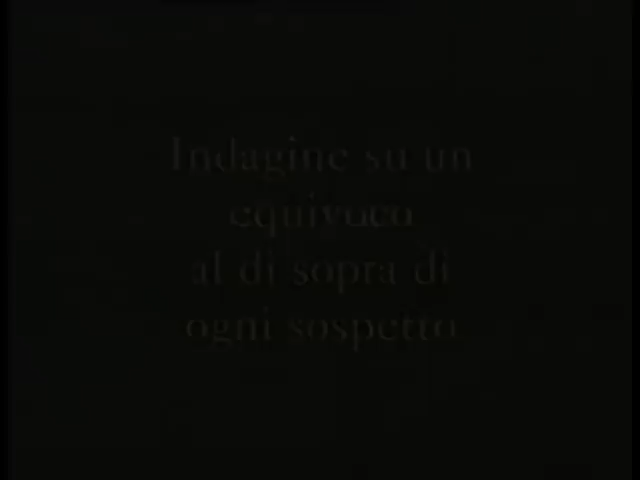 Indagine su un
equivoco
al di sopra di
ogni sospetto